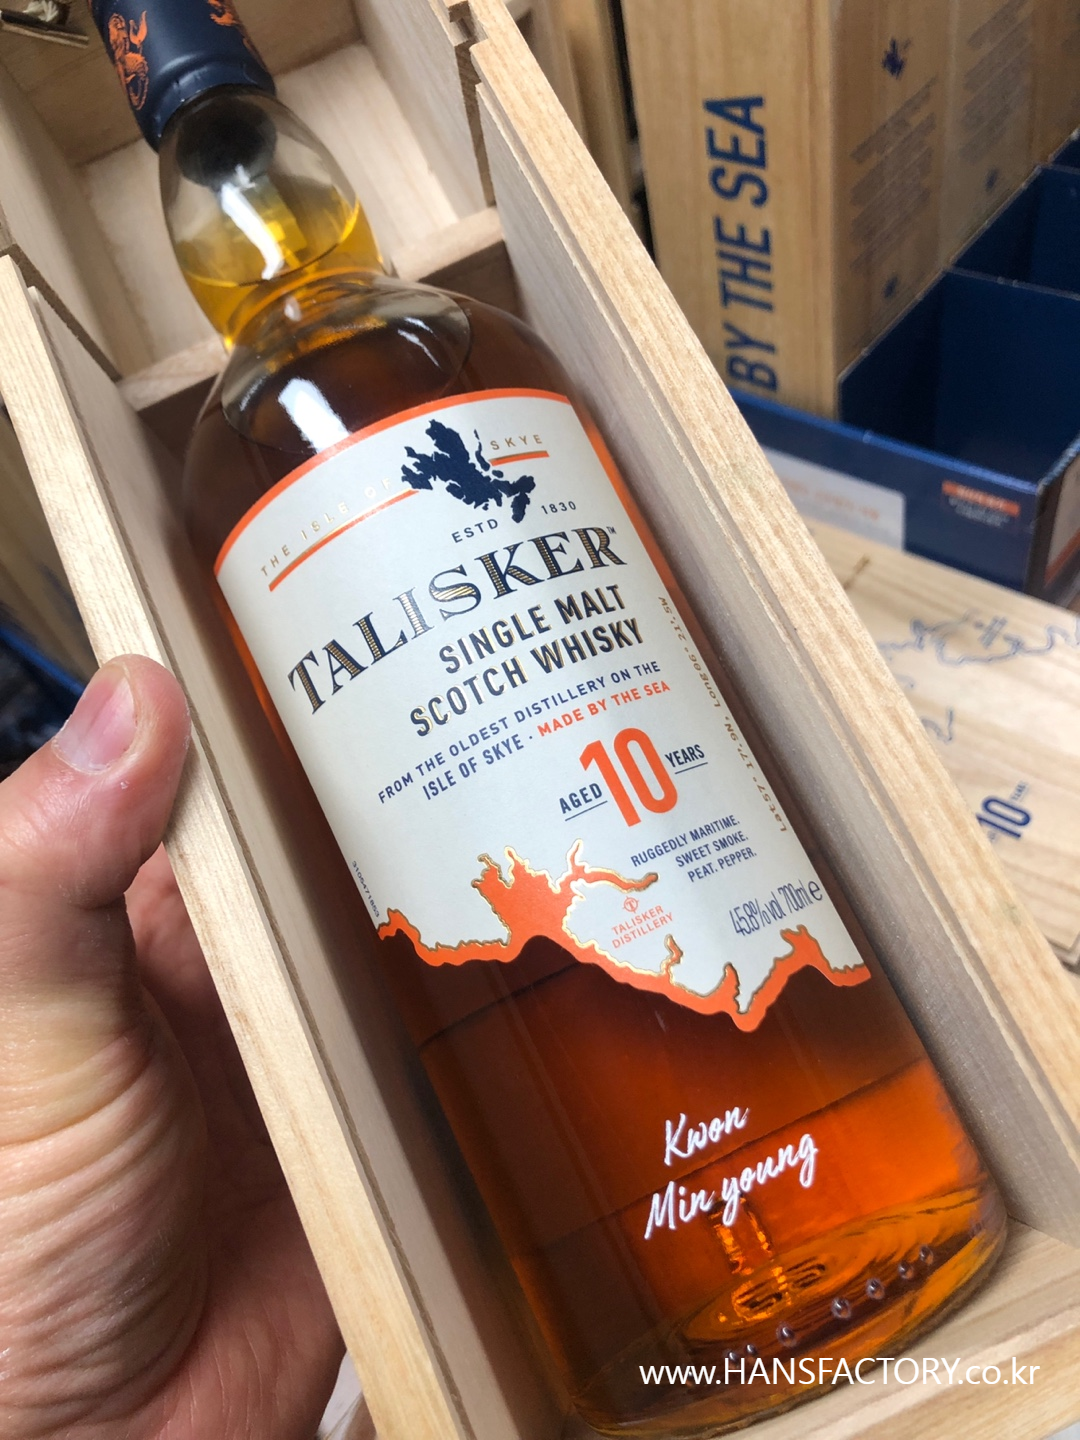 THE ISLE OF SKYE
ESTD 1830
TALISKER™
SINGLE MALT
SCOTCH WHISKY
FROM THE OLDEST DISTILLERY ON THE
ISLE OF SKYE · MADE BY THE SEA
AGED 10 YEARS
RUGGEDLY MARITIME.
SWEET SMOKE.
PEAT. PEPPER.
TALISKER
DISTILLERY
45.8% vol 700ml e
Kwon
Min young
BY THE SEA
10
www.HANSFACTORY.co.kr